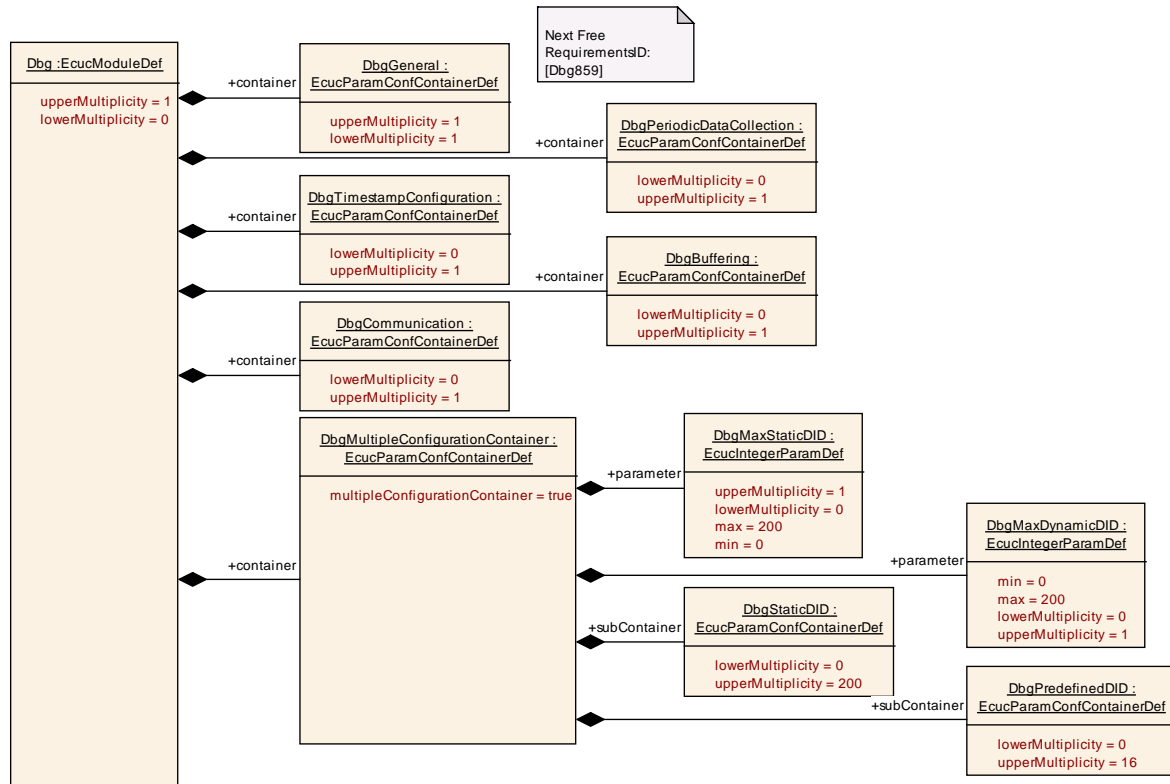 Dbg :EcucModuleDef
upperMultiplicity = 1
lowerMultiplicity = 0
+container
DbgGeneral :
EcucParamConfContainerDef
upperMultiplicity = 1
lowerMultiplicity = 1
Next Free
RequirementsID:
[Dbg859]
+container
DbgPeriodicDataCollection :
EcucParamConfContainerDef
lowerMultiplicity = 0
upperMultiplicity = 1
+container
DbgTimestampConfiguration :
EcucParamConfContainerDef
lowerMultiplicity = 0
upperMultiplicity = 1
+container
DbgBuffering :
EcucParamConfContainerDef
lowerMultiplicity = 0
upperMultiplicity = 1
+container
DbgCommunication :
EcucParamConfContainerDef
lowerMultiplicity = 0
upperMultiplicity = 1
+container
DbgMultipleConfigurationContainer :
EcucParamConfContainerDef
multipleConfigurationContainer = true
+parameter
DbgMaxStaticDID :
EcucIntegerParamDef
upperMultiplicity = 1
lowerMultiplicity = 0
max = 200
min = 0
+parameter
DbgMaxDynamicDID :
EcucIntegerParamDef
min = 0
max = 200
lowerMultiplicity = 0
upperMultiplicity = 1
+subContainer
DbgStaticDID :
EcucParamConfContainerDef
lowerMultiplicity = 0
upperMultiplicity = 200
+subContainer
DbgPredefinedDID :
EcucParamConfContainerDef
lowerMultiplicity = 0
upperMultiplicity = 16